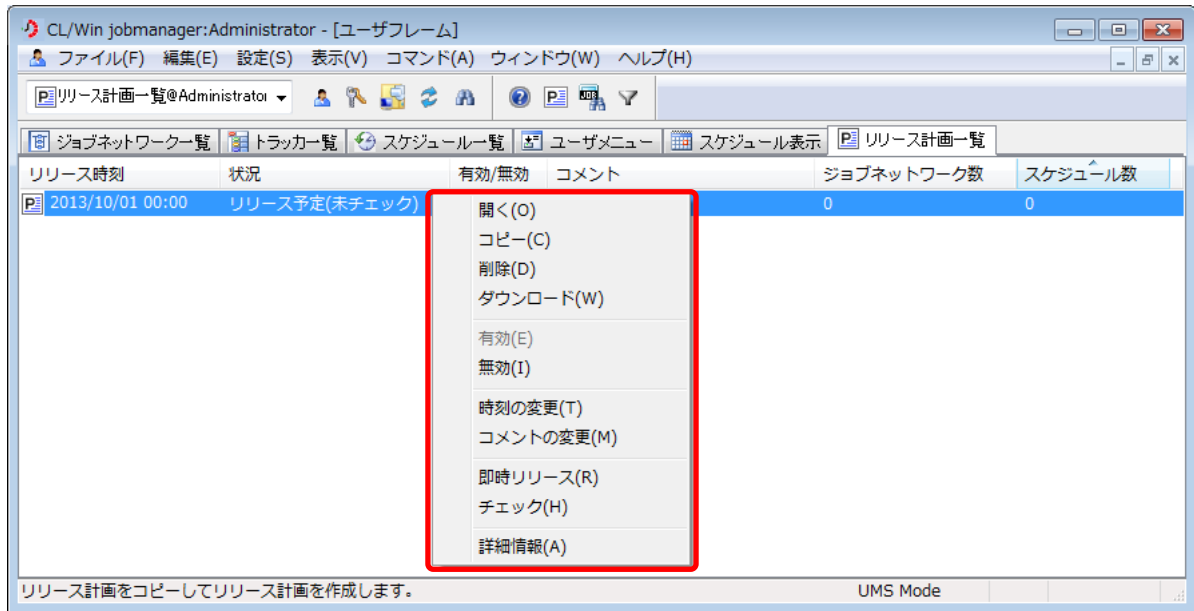 CL/Win jobmanager:Administrator - [ユーザフレーム]
ファイル(F) 編集(E) 設定(S) 表示(V) コマンド(A) ウィンドウ(W) ヘルプ(H)
リリース計画一覧@Administrator
ジョブネットワーク一覧 トラッカ一覧 スケジュール一覧 ユーザメニュー スケジュール表示 リリース計画一覧
リリース時刻 状況 有効/無効 コメント ジョブネットワーク数 スケジュール数
2013/10/01 00:00 リリース予定(未チェック) 0 0
開く(O)
コピー(C)
削除(D)
ダウンロード(W)
有効(E)
無効(I)
時刻の変更(T)
コメントの変更(M)
即時リリース(R)
チェック(H)
詳細情報(A)
リリース計画をコピーしてリリース計画を作成します。 UMS Mode